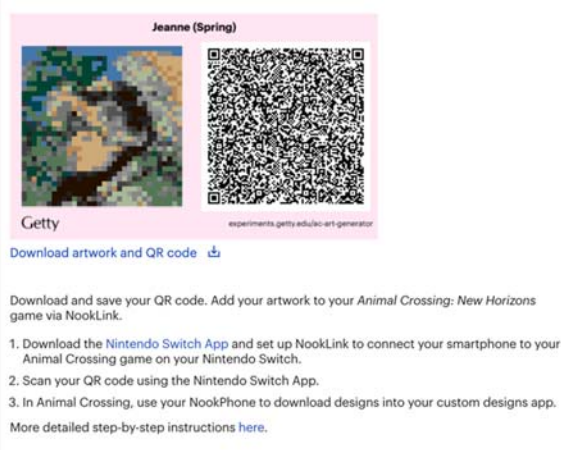 Jeanne (Spring)
Getty
experiments.getty.edu/ac-art-generator
Download artwork and QR code
Download and save your QR code. Add your artwork to your Animal Crossing: New Horizons
game via NookLink.
1. Download the Nintendo Switch App and set up NookLink to connect your smartphone to your
Animal Crossing game on your Nintendo Switch.
2. Scan your QR code using the Nintendo Switch App.
3. In Animal Crossing, use your NookPhone to download designs into your custom designs app.
More detailed step-by-step instructions here.